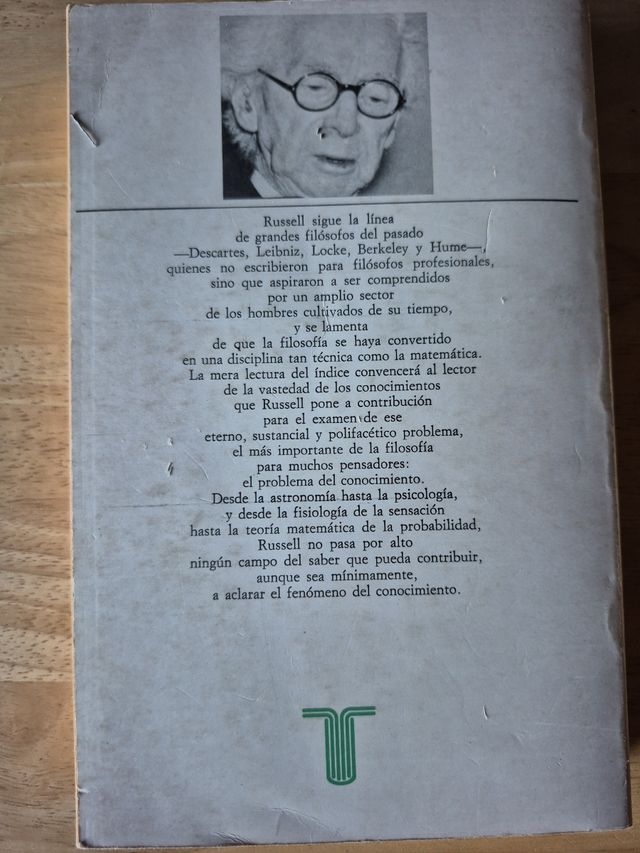 Russell sigue la línea
de grandes filósofos del pasado
—Descartes, Leibniz, Locke, Berkeley y Hume—,
quienes no escribieron para filósofos profesionales,
sino que aspiraron a ser comprendidos
por un amplio sector
de los hombres cultivados de su tiempo,
y se lamenta
de que la filosofía se haya convertido
en una disciplina tan técnica como la matemática.
La mera lectura del índice convencerá al lector
de la vastedad de los conocimientos
que Russell pone a contribución
para el examen de ese
eterno, sustancial y polifacético problema,
el más importante de la filosofía
para muchos pensadores:
el problema del conocimiento.
Desde la astronomía hasta la psicología,
y desde la fisiología de la sensación
hasta la teoría matemática de la probabilidad,
Russell no pasa por alto
ningún campo del saber que pueda contribuir,
aunque sea mínimamente,
a aclarar el fenómeno del conocimiento.